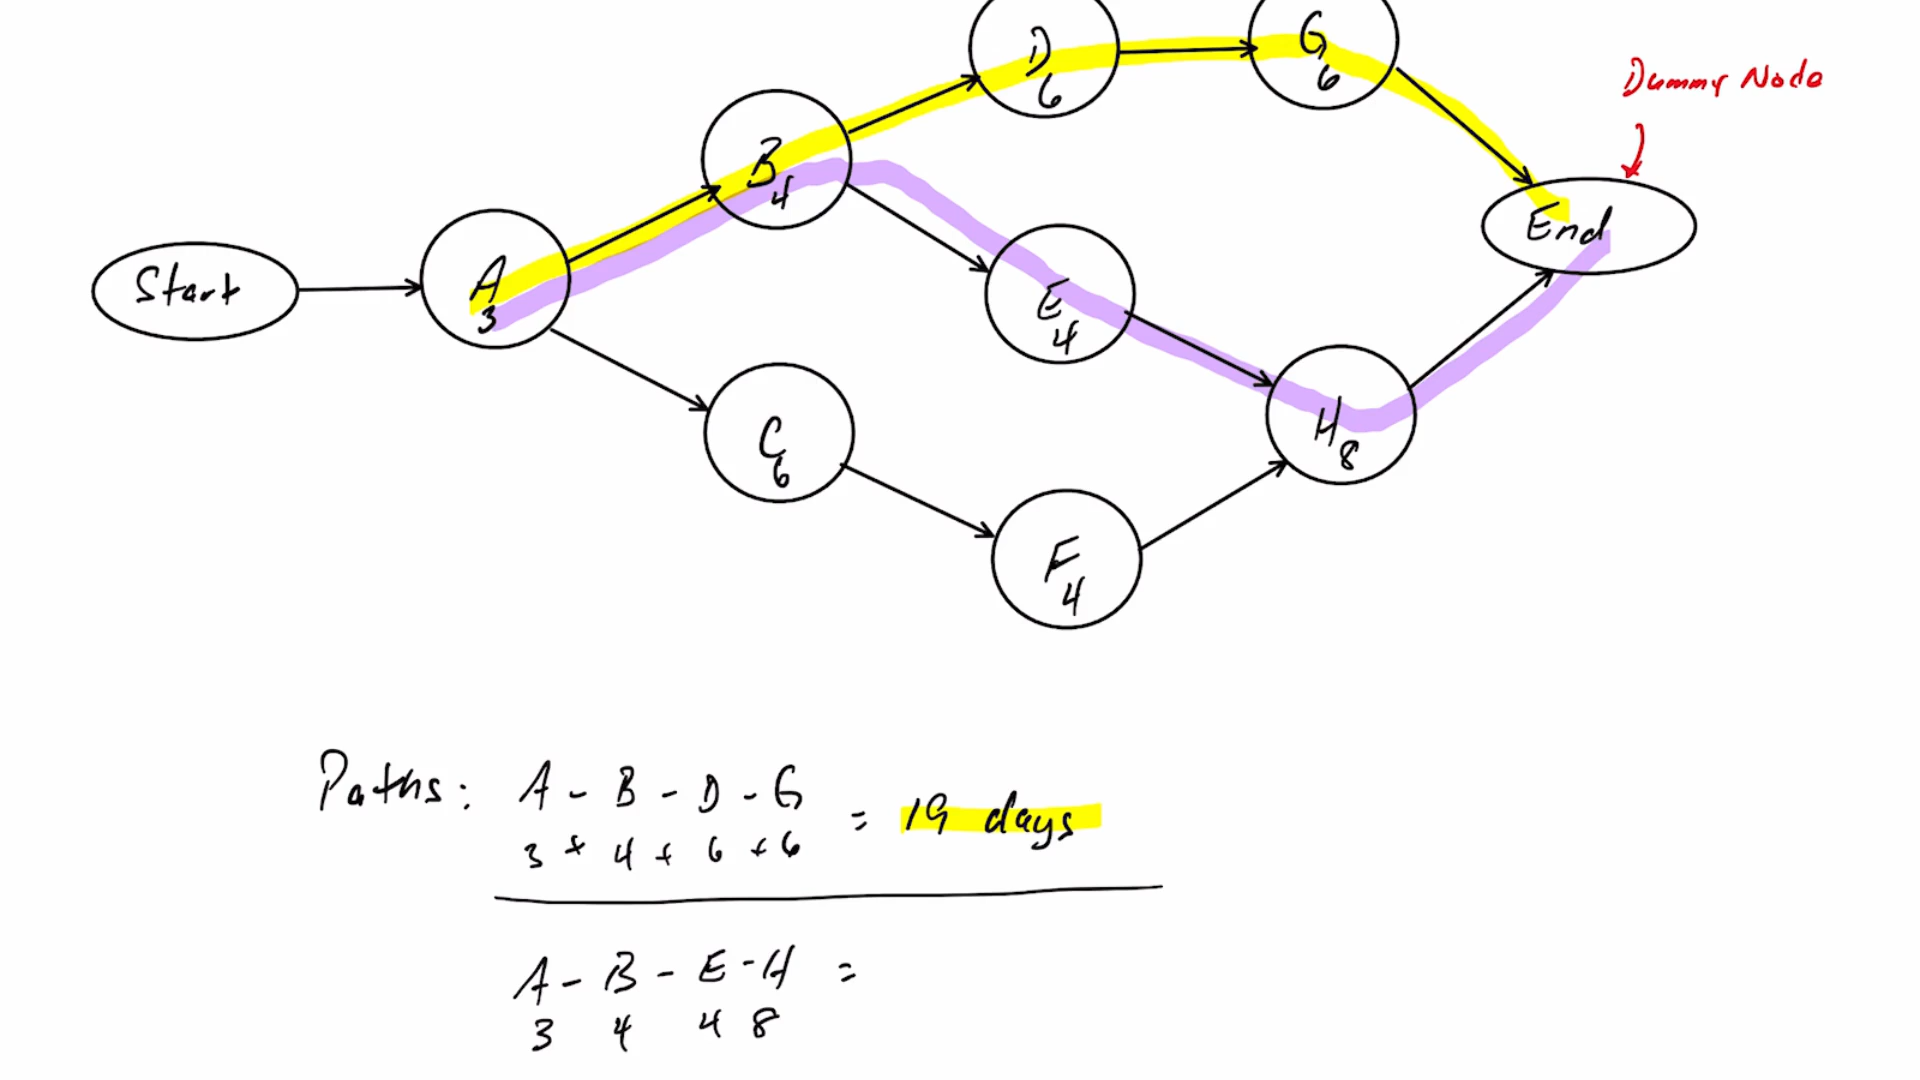 D
6
G
6
Dummy Node
B
4
End
A
3
Start
E
4
C
6
H
8
F
4
Paths: A - B - D - G = 19 days
3 + 4 + 6 + 6
A - B - E - H =
3 4 4 8